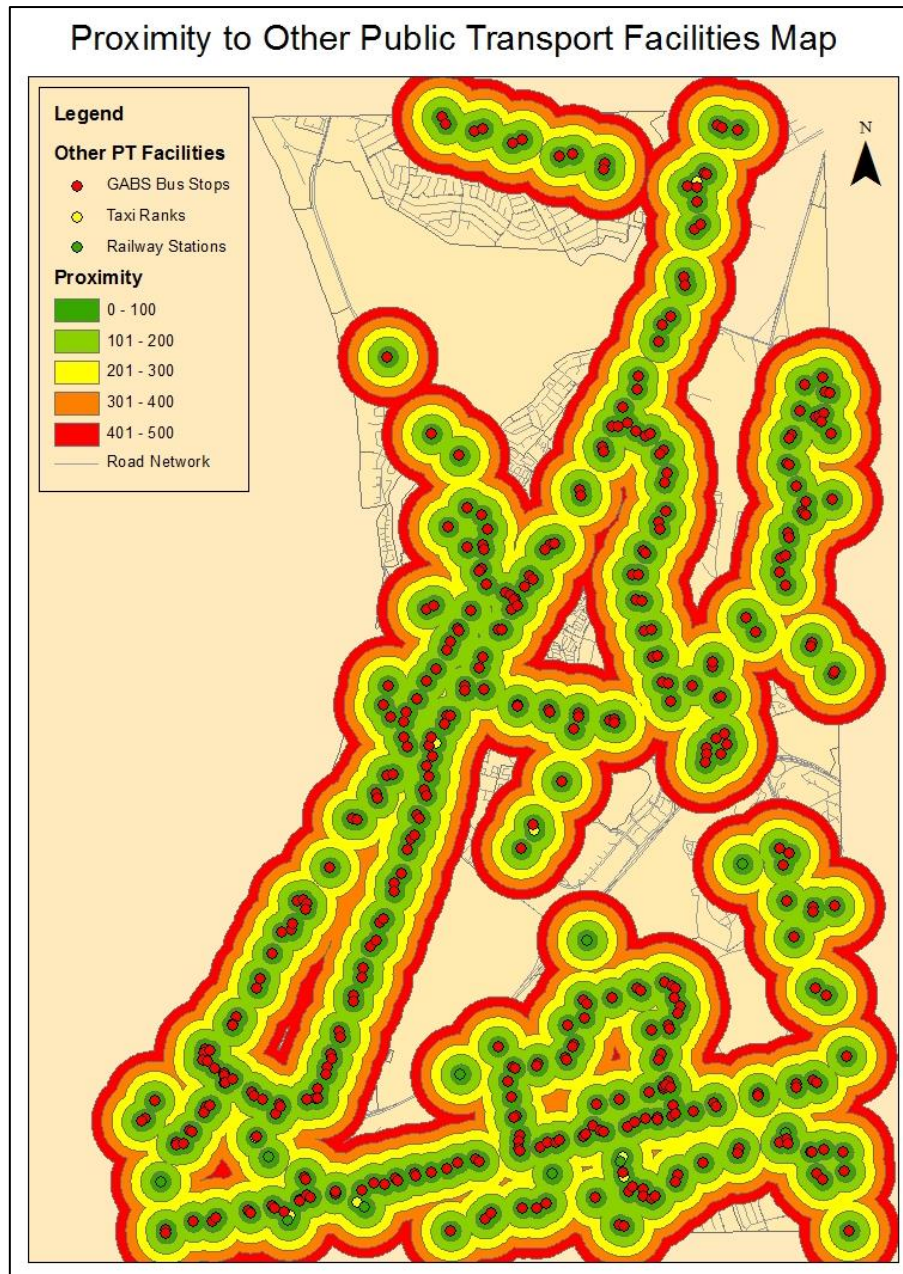 Proximity to Other Public Transport Facilities Map
Legend
Other PT Facilities
GABS Bus Stops
Taxi Ranks
Railway Stations
Proximity
0 - 100
101 - 200
201 - 300
301 - 400
401 - 500
Road Network
N